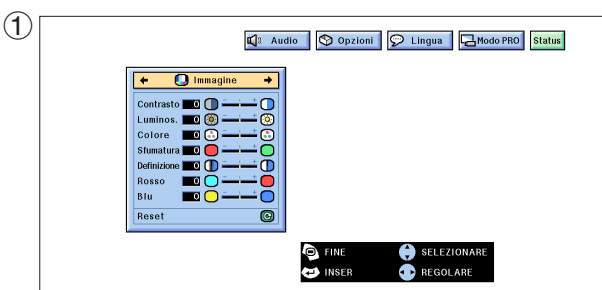 ①
Audio Opzioni Lingua Modo PRO Status
Immagine
Contrasto 0 - +
Luminos. 0 - +
Colore 0 - +
Sfumatura 0 - +
Definizione 0 - +
Rosso 0 - +
Blu 0 - +
Reset
FINE SELEZIONARE
INSER REGOLARE